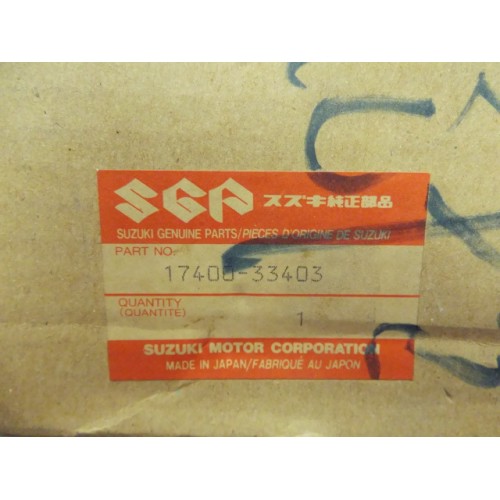 SGP スズキ純正部品
SUZUKI GENUINE PARTS/PIÈCES D'ORIGINE DE SUZUKI
PART NO.
17400-33403
QUANTITY
(QUANTITÉ) 1
SUZUKI MOTOR CORPORATION
MADE IN JAPAN/FABRIQUÉ AU JAPON